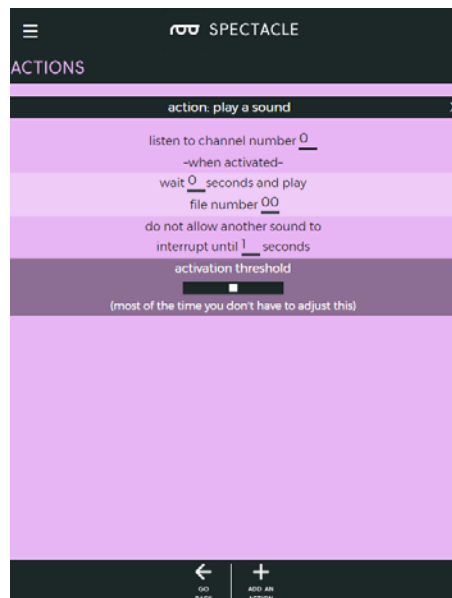 SPECTACLE
ACTIONS
action: play a sound
listen to channel number 0
-when activated-
wait 0 seconds and play
file number 00
do not allow another sound to
interrupt until 1 seconds
activation threshold
(most of the time you don't have to adjust this)
GO ADD AN
BACK ACTION